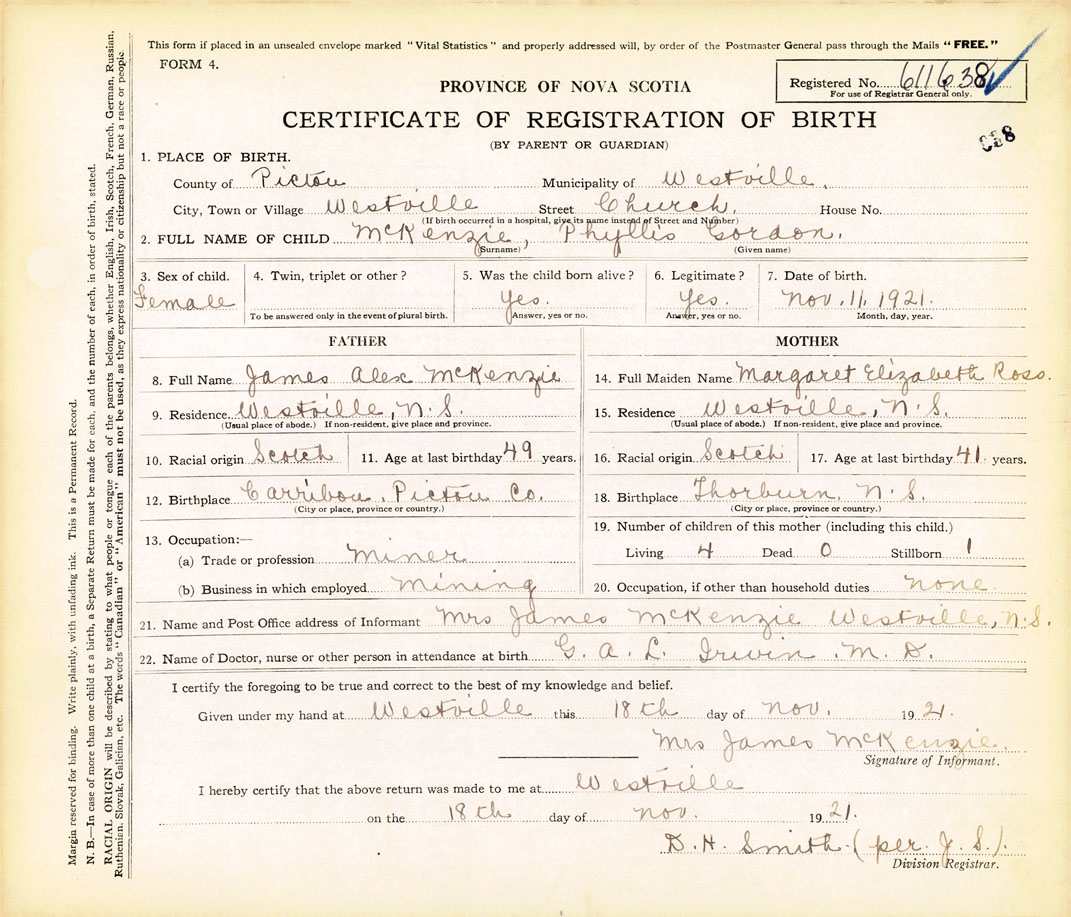 This form if placed in an unsealed envelope marked "Vital Statistics" and properly addressed will, by order of the Postmaster General pass through the Mails "FREE."
FORM 4.
Registered No. 611638
For use of Registrar General only.
PROVINCE OF NOVA SCOTIA
CERTIFICATE OF REGISTRATION OF BIRTH
(BY PARENT OR GUARDIAN)
1. PLACE OF BIRTH.
County of Pictou Municipality of Westville.
City, Town or Village Westville Street Church. House No.
(If birth occurred in a hospital, give its name instead of Street and Number)
2. FULL NAME OF CHILD McKenzie, Phyllis Gordon.
(Surname) (Given name)
3. Sex of child. 4. Twin, triplet or other? 5. Was the child born alive? 6. Legitimate? 7. Date of birth.
Female Yes. Yes. Nov. 11, 1921.
To be answered only in the event of plural birth. Answer, yes or no. Answer, yes or no. Month, day, year.
FATHER MOTHER
8. Full Name James Alex McKenzie 14. Full Maiden Name Margaret Elizabeth Ross.
9. Residence Westville, N.S. 15. Residence Westville, N.S.
(Usual place of abode.) If non-resident, give place and province. (Usual place of abode.) If non-resident, give place and province.
10. Racial origin Scotch 11. Age at last birthday 49 years. 16. Racial origin Scotch 17. Age at last birthday 41 years.
12. Birthplace Carribou, Pictou Co. 18. Birthplace Thorburn, N.S.
(City or place, province or country.) (City or place, province or country.)
13. Occupation:— 19. Number of children of this mother (including this child.)
(a) Trade or profession Miner Living 4 Dead 0 Stillborn 1
(b) Business in which employed Mining 20. Occupation, if other than household duties none
21. Name and Post Office address of Informant Mrs James McKenzie Westville, N.S.
22. Name of Doctor, nurse or other person in attendance at birth G. A. L. Irwin. M. D.
I certify the foregoing to be true and correct to the best of my knowledge and belief.
Given under my hand at Westville this 18th day of Nov. 1921.
Mrs James McKenzie.
Signature of Informant.
I hereby certify that the above return was made to me at Westville
on the 18th day of Nov. 1921.
D. H. Smith (per. J. S.).
Division Registrar.
Margin reserved for binding. Write plainly, with unfading ink. This is a Permanent Record.
N. B.—In case of more than one child at a birth, a Separate Return must be made for each, and the number of each, in order of birth, stated.
RACIAL ORIGIN will be described by stating to what people or tongue each of the parents belongs, whether English, Irish, Scotch, French, German, Russian,
Ruthenian, Slovak, Galician, etc. The words "Canadian" or "American" must not be used, as they express nationality or citizenship but not a race or people.